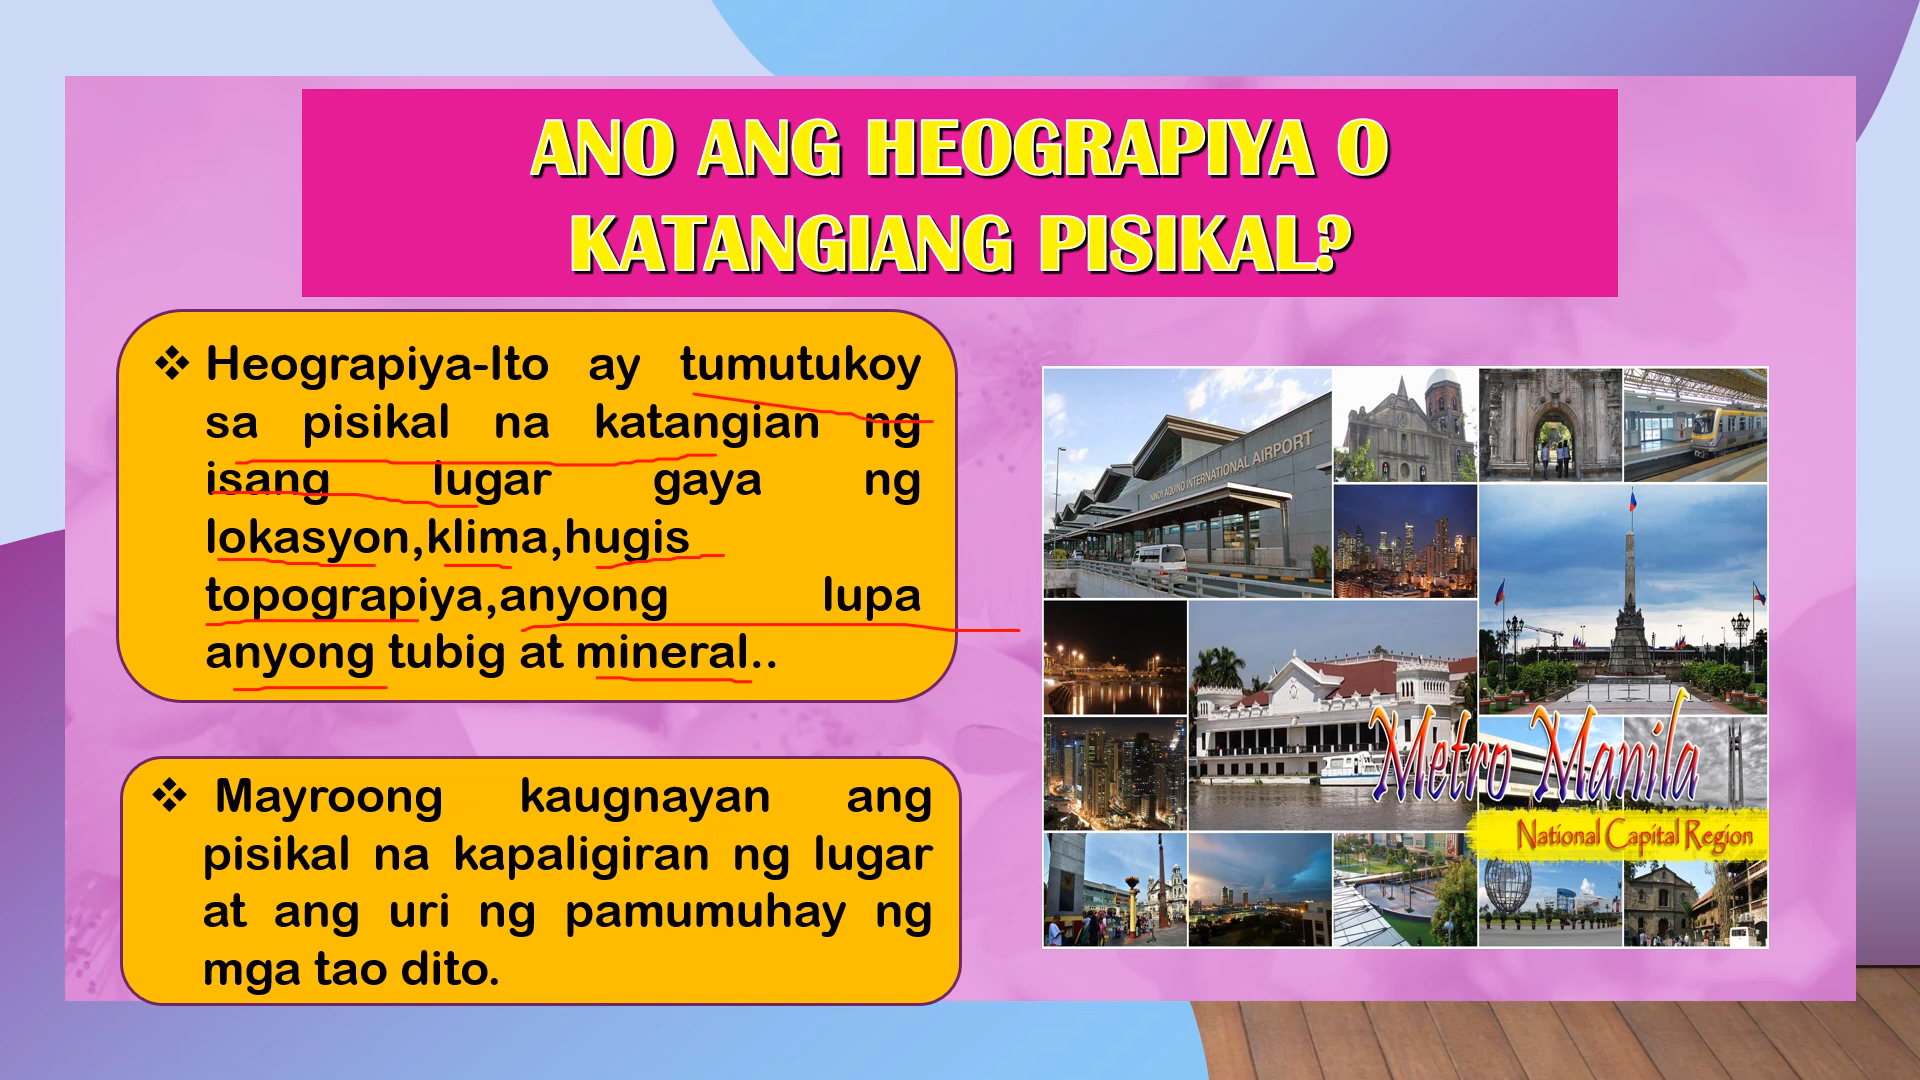 ANO ANG HEOGRAPIYA O
KATANGIANG PISIKAL?
❖ Heograpiya-Ito ay tumutukoy
sa pisikal na katangian ng
isang lugar gaya ng
lokasyon,klima,hugis
topograpiya,anyong lupa
anyong tubig at mineral..
❖ Mayroong kaugnayan ang
pisikal na kapaligiran ng lugar
at ang uri ng pamumuhay ng
mga tao dito.
NINOY AQUINO INTERNATIONAL AIRPORT
Metro Manila
National Capital Region